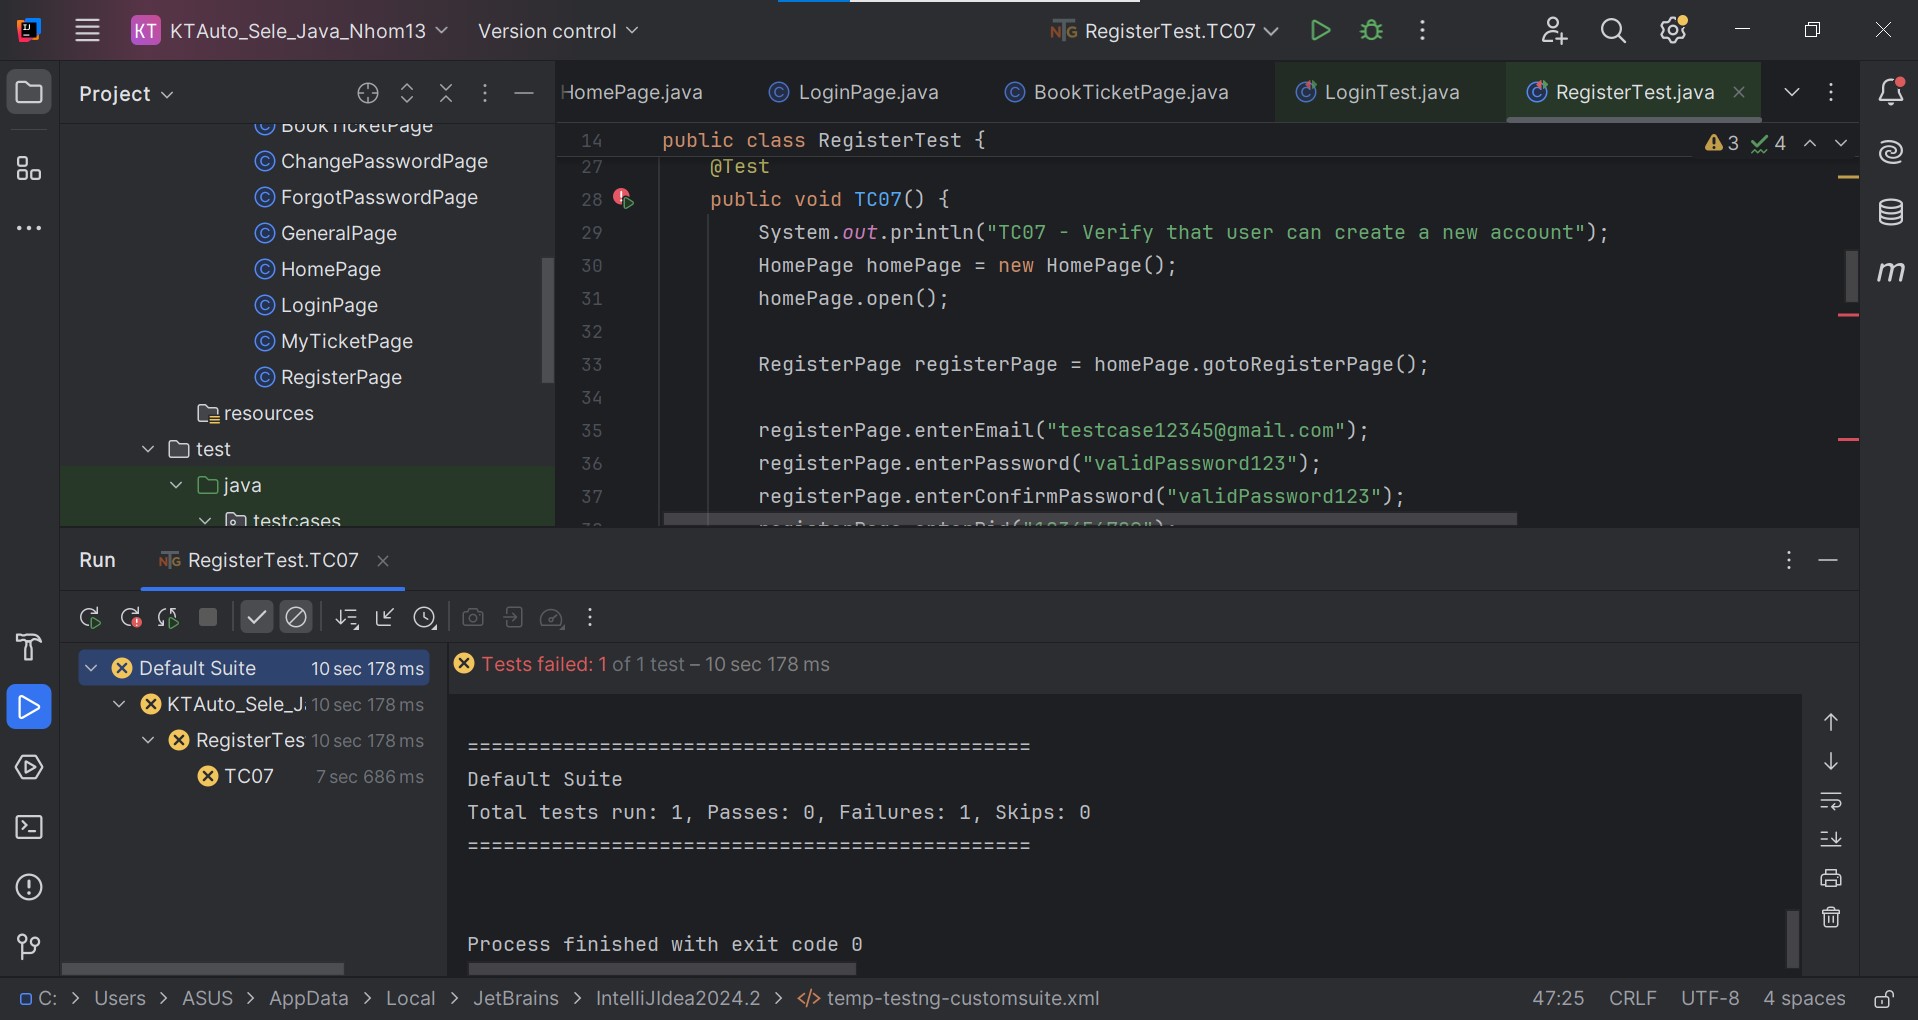 KT KTAuto_Sele_Java_Nhom13 Version control RegisterTest.TC07
Project
HomePage.java LoginPage.java BookTicketPage.java LoginTest.java RegisterTest.java
BookTicketPage
ChangePasswordPage
ForgotPasswordPage
GeneralPage
HomePage
LoginPage
MyTicketPage
RegisterPage
resources
test
java
testcases
14 public class RegisterTest {
3 4
27 @Test
28 public void TC07() {
29 System.out.println("TC07 - Verify that user can create a new account");
30 HomePage homePage = new HomePage();
31 homePage.open();
32
33 RegisterPage registerPage = homePage.gotoRegisterPage();
34
35 registerPage.enterEmail("testcase12345@gmail.com");
36 registerPage.enterPassword("validPassword123");
37 registerPage.enterConfirmPassword("validPassword123");
m
Run RegisterTest.TC07
Default Suite 10 sec 178 ms
KTAuto_Sele_J 10 sec 178 ms
RegisterTes 10 sec 178 ms
TC07 7 sec 686 ms
Tests failed: 1 of 1 test – 10 sec 178 ms
===============================================
Default Suite
Total tests run: 1, Passes: 0, Failures: 1, Skips: 0
===============================================
Process finished with exit code 0
C: > Users > ASUS > AppData > Local > JetBrains > IntelliJIdea2024.2 > </> temp-testng-customsuite.xml
47:25 CRLF UTF-8 4 spaces